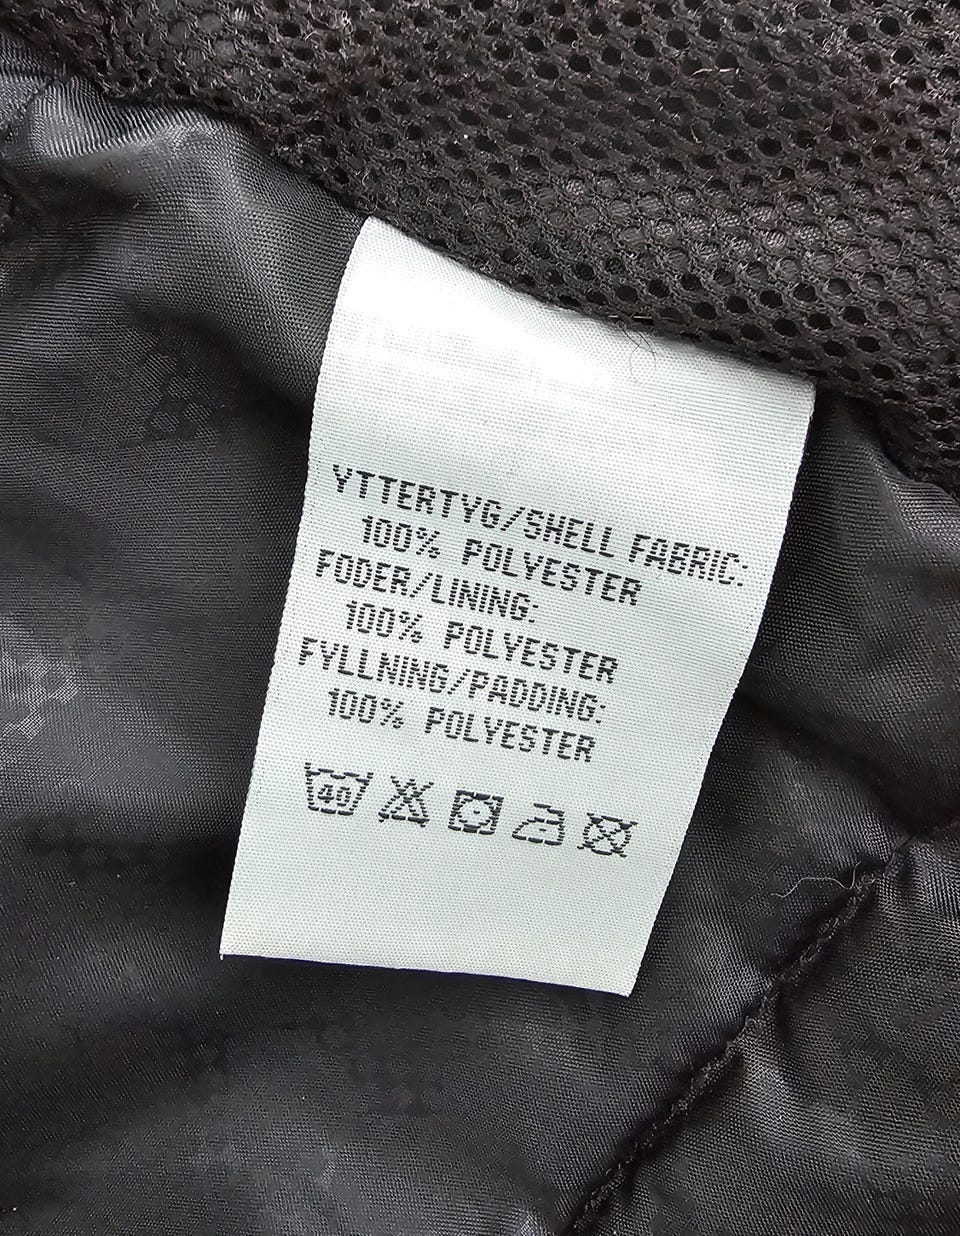 YTTERTYG/SHELL FABRIC:
100% POLYESTER
FODER/LINING:
100% POLYESTER
FYLLNING/PADDING:
100% POLYESTER
40